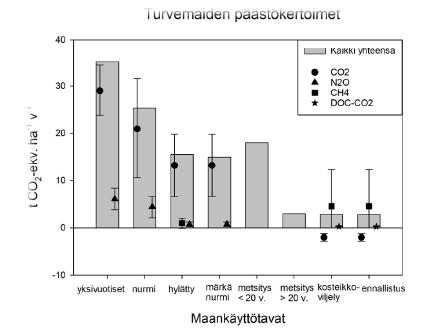 Turvemaiden päästökertoimet
40
30
20
10
0
-10
t CO₂-ekv. ha⁻¹ v⁻¹
Kaikki yhteensä
CO2
N2O
CH4
DOC-CO2
yksivuotiset
nurmi
hylätty
märkä
nurmi
metsitys
< 20 v.
metsitys
> 20 v.
kosteikko-
viljely
ennallistus
Maankäyttötavat